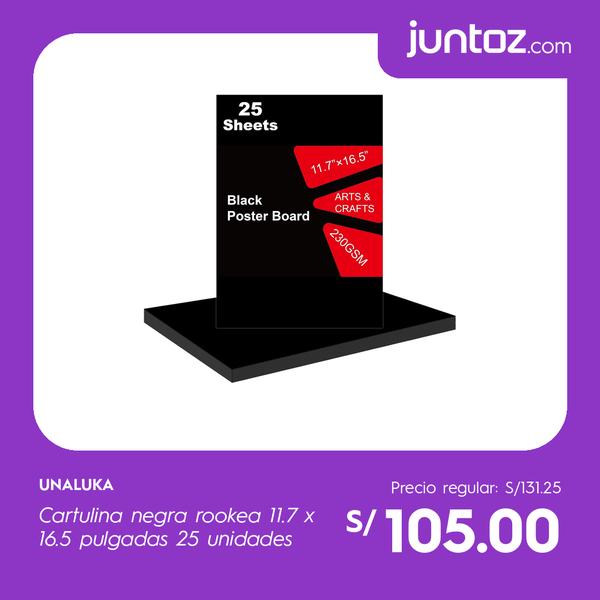 juntoz.com
25
Sheets
11.7"×16.5"
Black
Poster Board
ARTS &
CRAFTS
230GSM
UNALUKA
Cartulina negra rookea 11.7 x
16.5 pulgadas 25 unidades
Precio regular: S/131.25
S/105.00